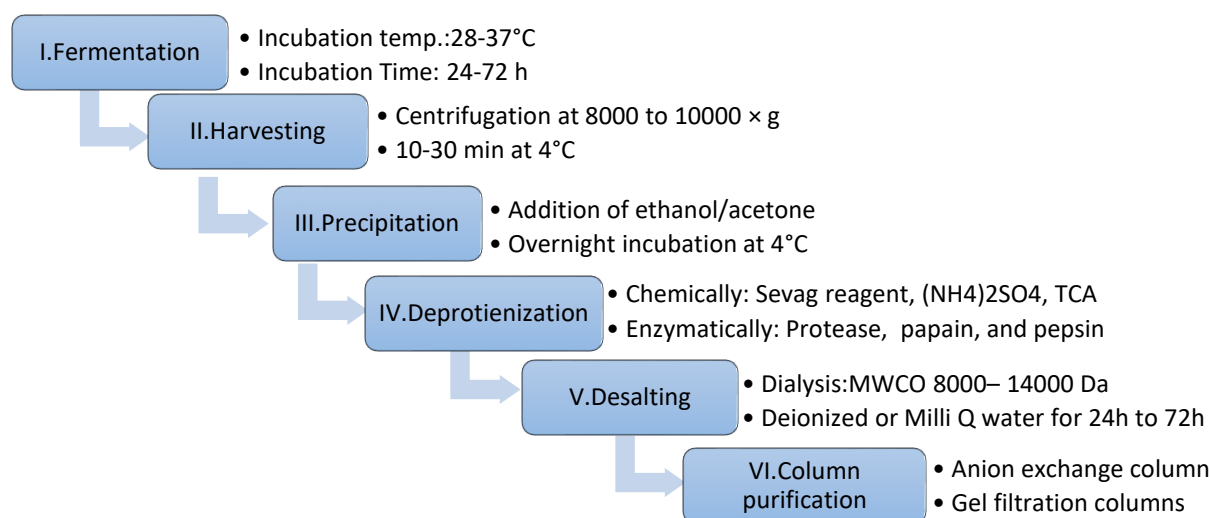 I.Fermentation
• Incubation temp.:28-37°C
• Incubation Time: 24-72 h
II.Harvesting
• Centrifugation at 8000 to 10000 × g
• 10-30 min at 4°C
III.Precipitation
• Addition of ethanol/acetone
• Overnight incubation at 4°C
IV.Deprotienization
• Chemically: Sevag reagent, (NH4)2SO4, TCA
• Enzymatically: Protease, papain, and pepsin
V.Desalting
• Dialysis:MWCO 8000– 14000 Da
• Deionized or Milli Q water for 24h to 72h
VI.Column
purification
• Anion exchange column
• Gel filtration columns